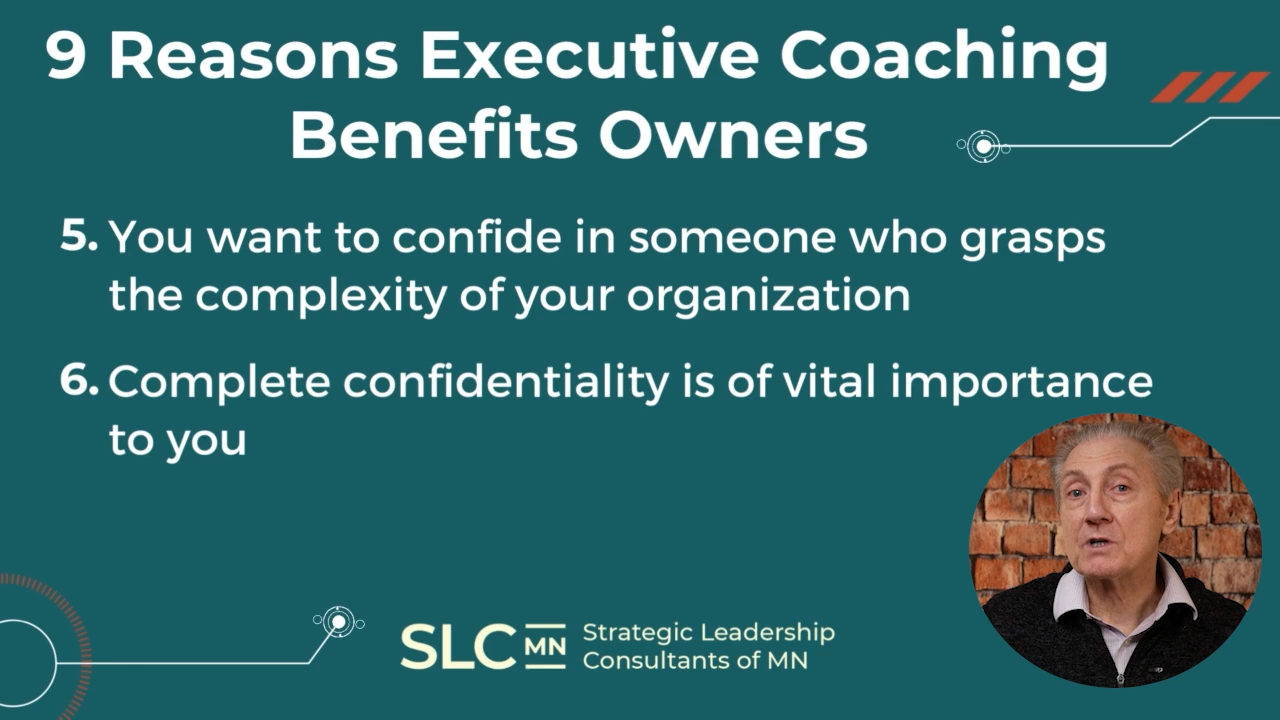 9 Reasons Executive Coaching
Benefits Owners
5. You want to confide in someone who grasps
the complexity of your organization
6. Complete confidentiality is of vital importance
to you
SLC MN
Strategic Leadership
Consultants of MN